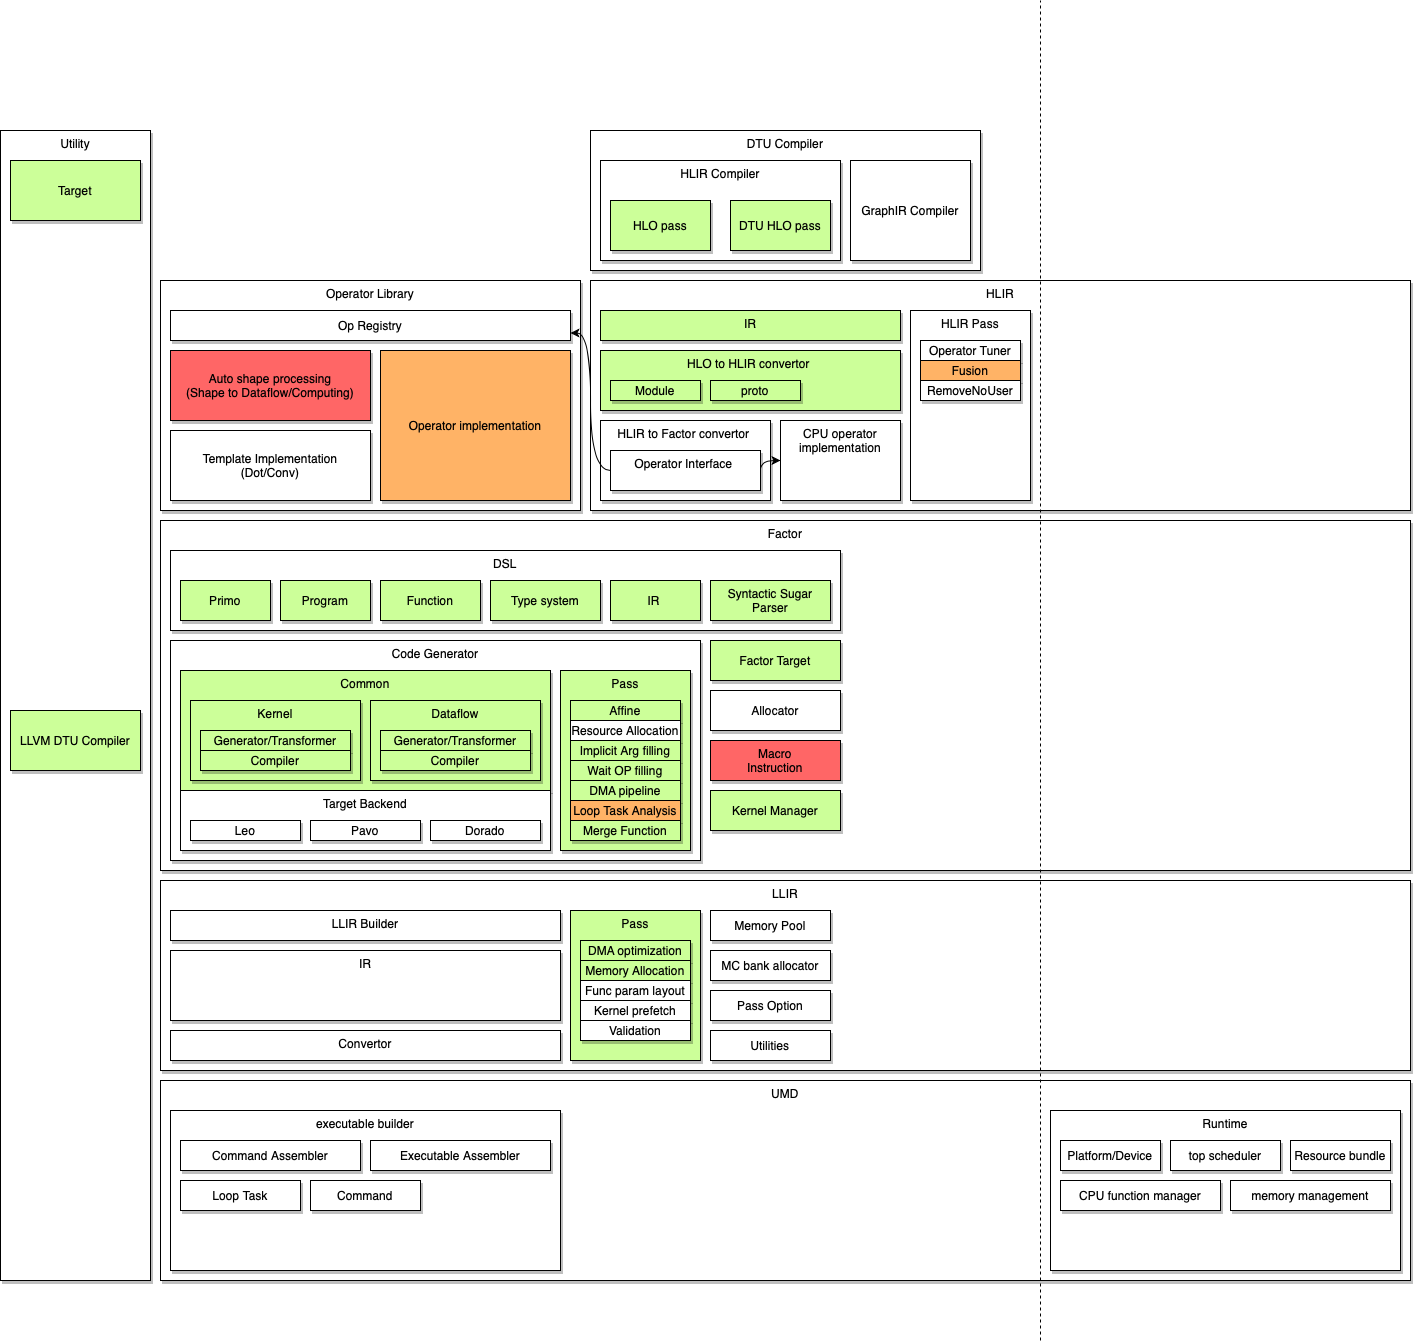 Utility
Target
LLVM DTU Compiler
DTU Compiler
HLIR Compiler
HLO pass
DTU HLO pass
GraphIR Compiler
Operator Library
Op Registry
Auto shape processing
(Shape to Dataflow/Computing)
Template Implementation
(Dot/Conv)
Operator implementation
HLIR
IR
HLO to HLIR convertor
Module
proto
HLIR to Factor convertor
Operator Interface
CPU operator
implementation
HLIR Pass
Operator Tuner
Fusion
RemoveNoUser
Factor
DSL
Primo
Program
Function
Type system
IR
Syntactic Sugar
Parser
Code Generator
Common
Kernel
Generator/Transformer
Compiler
Dataflow
Generator/Transformer
Compiler
Target Backend
Leo
Pavo
Dorado
Pass
Affine
Resource Allocation
Implicit Arg filling
Wait OP filling
DMA pipeline
Loop Task Analysis
Merge Function
Factor Target
Allocator
Macro
Instruction
Kernel Manager
LLIR
LLIR Builder
IR
Convertor
Pass
DMA optimization
Memory Allocation
Func param layout
Kernel prefetch
Validation
Memory Pool
MC bank allocator
Pass Option
Utilities
UMD
executable builder
Command Assembler
Executable Assembler
Loop Task
Command
Runtime
Platform/Device
top scheduler
Resource bundle
CPU function manager
memory management